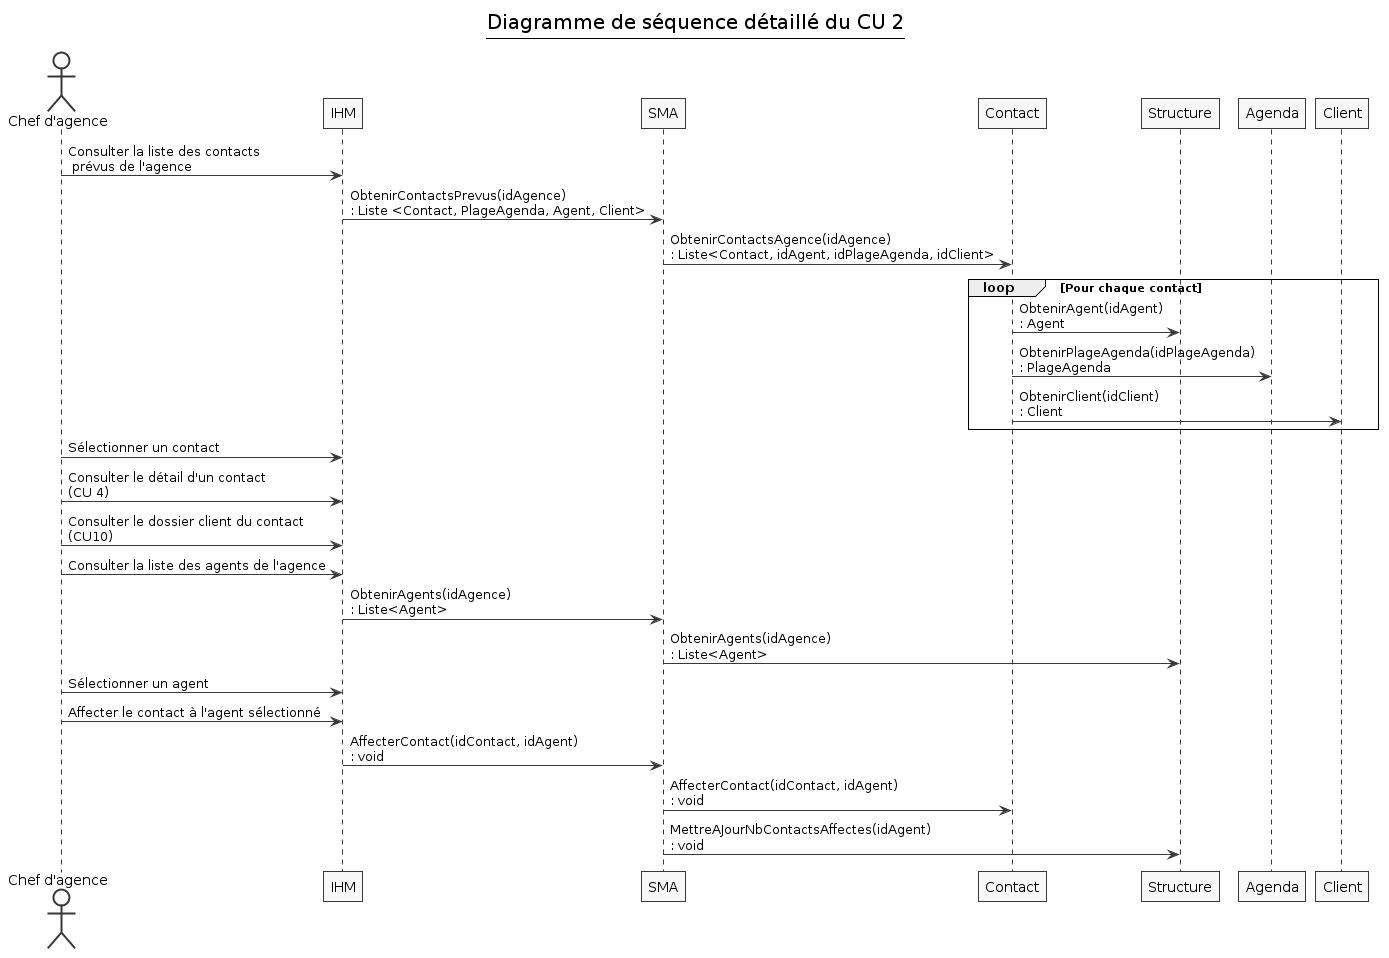 Diagramme de séquence détaillé du CU 2
Chef d'agence
IHM
SMA
Contact
Structure
Agenda
Client
Consulter la liste des contacts
prévus de l'agence
ObtenirContactsPrevus(idAgence)
: Liste <Contact, PlageAgenda, Agent, Client>
ObtenirContactsAgence(idAgence)
: Liste<Contact, idAgent, idPlageAgenda, idClient>
loop [Pour chaque contact]
ObtenirAgent(idAgent)
: Agent
ObtenirPlageAgenda(idPlageAgenda)
: PlageAgenda
ObtenirClient(idClient)
: Client
Sélectionner un contact
Consulter le détail d'un contact
(CU 4)
Consulter le dossier client du contact
(CU10)
Consulter la liste des agents de l'agence
ObtenirAgents(idAgence)
: Liste<Agent>
ObtenirAgents(idAgence)
: Liste<Agent>
Sélectionner un agent
Affecter le contact à l'agent sélectionné
AffecterContact(idContact, idAgent)
: void
AffecterContact(idContact, idAgent)
: void
MettreAJourNbContactsAffectes(idAgent)
: void
Chef d'agence
IHM
SMA
Contact
Structure
Agenda
Client